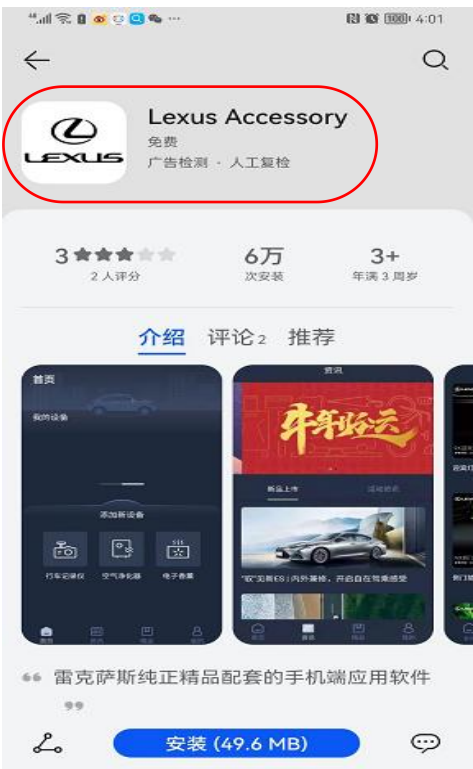 100
4:01
LEXUS
Lexus Accessory
免费
广告检测 · 人工复检
3
6万
3+
2 人评分
次安装
年满 3 周岁
介绍 评论 2 推荐
首页
我的设备
添加新设备
行车记录仪 空气净化器 电子香薰
资讯
新品上市
"驭"见新ES | 内外兼修，开启自在驾乘感受
雷克萨斯纯正精品配套的手机端应用软件
安装 (49.6 MB)